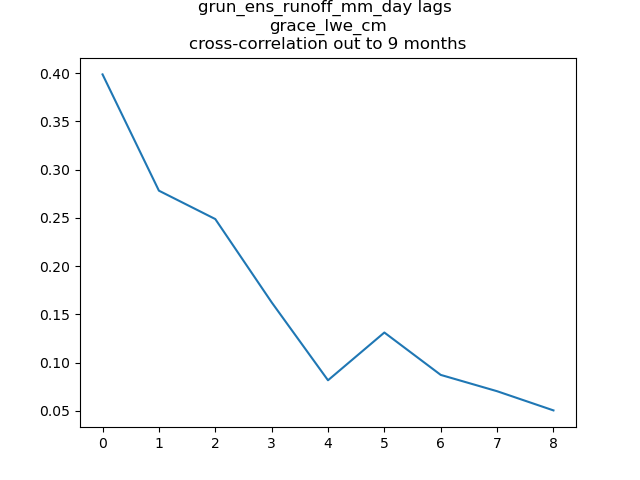 grun_ens_runoff_mm_day lags
grace_lwe_cm
cross-correlation out to 9 months
0.40
0.35
0.30
0.25
0.20
0.15
0.10
0.05
0 1 2 3 4 5 6 7 8